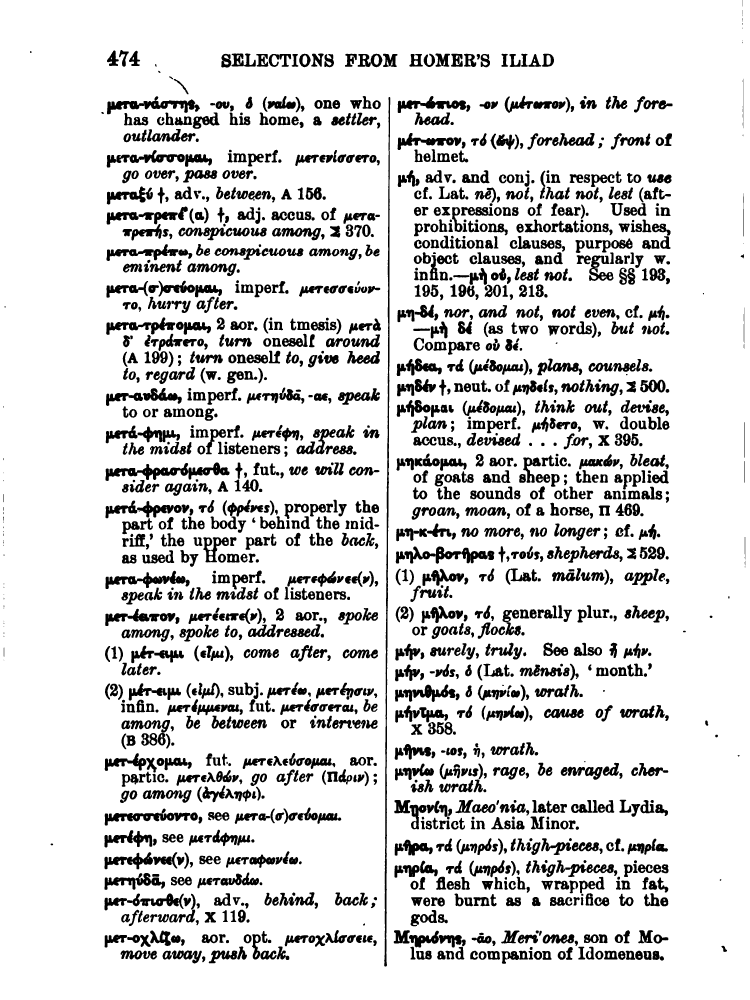 474 SELECTIONS FROM HOMER'S ILIAD
μετα-νάστης, -ου, ὁ (ναίω), one who
has changed his home, a settler,
outlander.
μετα-νίσσομαι, imperf. μετενίσσετο,
go over, pass over.
μεταξύ †, adv., between, Α 156.
μετα-πρεπέ´(α) †, adj. accus. of μετα-
πρεπής, conspicuous among, Σ 370.
μετα-πρέπω, be conspicuous among, be
eminent among.
μετα-(σ)σεύομαι, imperf. μετεσσεύον-
το, hurry after.
μετα-τρέπομαι, 2 aor. (in tmesis) μετὰ
δ' ἐτράπετο, turn oneself around
(Α 199); turn oneself to, give heed
to, regard (w. gen.).
μετ-αυδάω, imperf. μετηύδᾱ, -αε, speak
to or among.
μετά-φημι, imperf. μετέφη, speak in
the midst of listeners; address.
μετα-φρασόμεσθα †, fut., we will con-
sider again, Α 140.
μετά-φρενον, τό (φρένες), properly the
part of the body ‘behind the mid-
riff,’ the upper part of the back,
as used by Homer.
μετα-φωνέω, imperf. μετεφώνεε(ν),
speak in the midst of listeners.
μετ-έειπον, μετέειπε(ν), 2 aor., spoke
among, spoke to, addressed.
(1) μέτ-ειμι (εἶμι), come after, come
later.
(2) μέτ-ειμι (εἰμί), subj. μετέω, μετέῃσιν,
infin. μετέμμεναι, fut. μετέσσεται, be
among, be between or intervene
(Β 386).
μετ-έρχομαι, fut. μετελεύσομαι, aor.
partic. μετελθών, go after (Πάριν);
go among (ἀγέληφι).
μετεσσεύοντο, see μετα-(σ)σεύομαι.
μετέφη, see μετάφημι.
μετεφώνεε(ν), see μεταφωνέω.
μετηύδᾱ, see μεταυδάω.
μετ-όπισθε(ν), adv., behind, back;
afterward, Χ 119.
μετ-οχλίζω, aor. opt. μετοχλίσσειε,
move away, push back.
μετ-ώπιος, -ον (μέτωπον), in the fore-
head.
μέτ-ωπον, τό (ὤψ), forehead; front of
helmet.
μή, adv. and conj. (in respect to use
cf. Lat. nē), not, that not, lest (aft-
er expressions of fear). Used in
prohibitions, exhortations, wishes,
conditional clauses, purpose and
object clauses, and regularly w.
infin.—μὴ οὐ, lest not. See §§ 193,
195, 196, 201, 213.
μη-δέ, nor, and not, not even, cf. μή.
—μὴ δέ (as two words), but not.
Compare οὐ δέ.
μήδεα, τά (μέδομαι), plans, counsels.
μηδέν †, neut. of μηδείς, nothing, Σ 500.
μήδομαι (μέδομαι), think out, devise,
plan; imperf. μήδετο, w. double
accus., devised . . . for, Χ 395.
μηκάομαι, 2 aor. partic. μακών, bleat,
of goats and sheep; then applied
to the sounds of other animals;
groan, moan, of a horse, Π 469.
μη-κ-έτι, no more, no longer; cf. μή.
μηλο-βοτῆρας †, τούς, shepherds, Σ 529.
(1) μῆλον, τό (Lat. mālum), apple,
fruit.
(2) μῆλον, τό, generally plur., sheep,
or goats, flocks.
μήν, surely, truly. See also ἦ μήν.
μήν, -νός, ὁ (Lat. mēnsis), ‘month.’
μηνιθμός, ὁ (μηνίω), wrath.
μήνῑμα, τό (μηνίω), cause of wrath,
Χ 358.
μῆνις, -ιος, ἡ, wrath.
μηνίω (μῆνις), rage, be enraged, cher-
ish wrath.
Μῃονίη, Maeo'nia, later called Lydia,
district in Asia Minor.
μῆρα, τά (μηρός), thigh-pieces, cf. μηρία.
μηρία, τά (μηρός), thigh-pieces, pieces
of flesh which, wrapped in fat,
were burnt as a sacrifice to the
gods.
Μηριόνης, -ᾱο, Meri'ones, son of Mo-
lus and companion of Idomeneus.